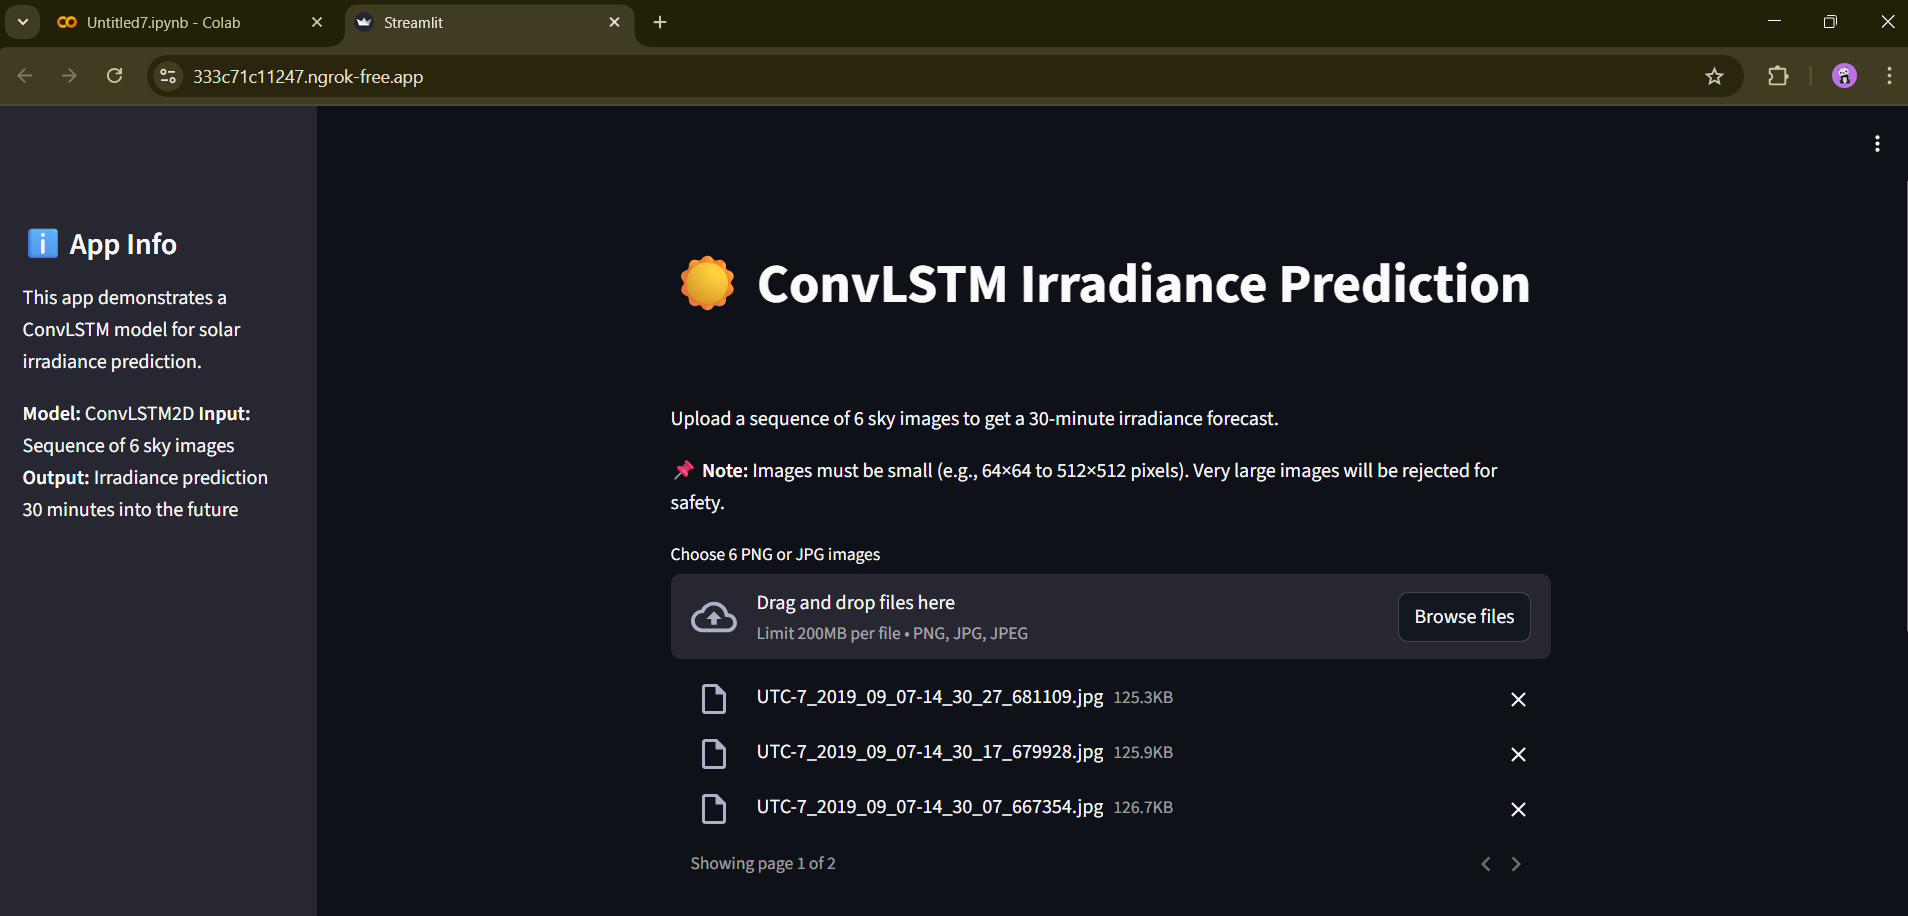 Untitled7.ipynb - Colab
Streamlit
333c71c11247.ngrok-free.app
App Info
This app demonstrates a
ConvLSTM model for solar
irradiance prediction.
Model: ConvLSTM2D Input:
Sequence of 6 sky images
Output: Irradiance prediction
30 minutes into the future
ConvLSTM Irradiance Prediction
Upload a sequence of 6 sky images to get a 30-minute irradiance forecast.
Note: Images must be small (e.g., 64×64 to 512×512 pixels). Very large images will be rejected for
safety.
Choose 6 PNG or JPG images
Drag and drop files here
Limit 200MB per file • PNG, JPG, JPEG
Browse files
UTC-7_2019_09_07-14_30_27_681109.jpg 125.3KB
UTC-7_2019_09_07-14_30_17_679928.jpg 125.9KB
UTC-7_2019_09_07-14_30_07_667354.jpg 126.7KB
Showing page 1 of 2